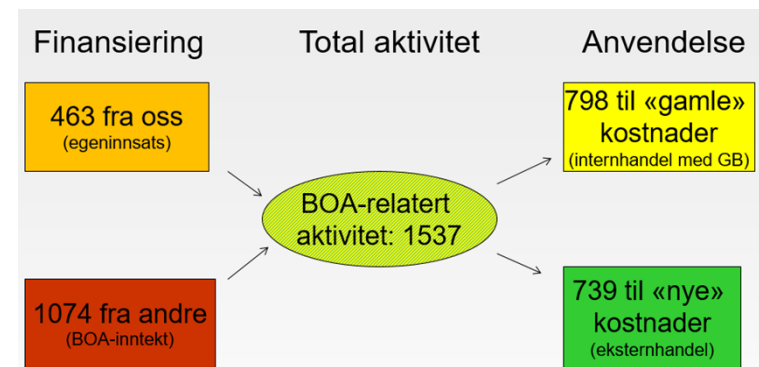 Finansiering
Total aktivitet
Anvendelse
463 fra oss
(egeninnsats)
1074 fra andre
(BOA-inntekt)
BOA-relatert
aktivitet: 1537
798 til «gamle»
kostnader
(internhandel med GB)
739 til «nye»
kostnader
(eksternhandel)